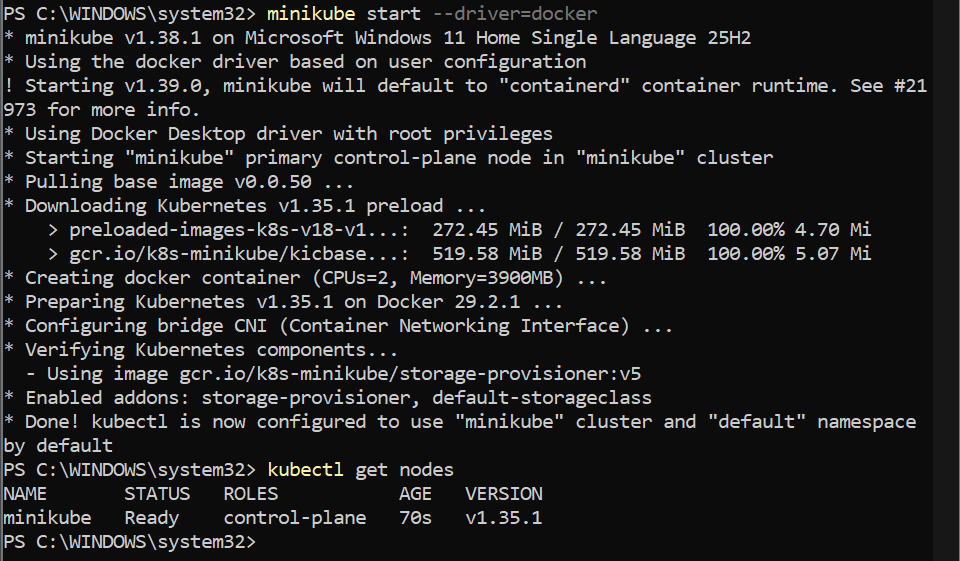 PS C:\WINDOWS\system32> minikube start --driver=docker
* minikube v1.38.1 on Microsoft Windows 11 Home Single Language 25H2
* Using the docker driver based on user configuration
! Starting v1.39.0, minikube will default to "containerd" container runtime. See #21
973 for more info.
* Using Docker Desktop driver with root privileges
* Starting "minikube" primary control-plane node in "minikube" cluster
* Pulling base image v0.0.50 ...
* Downloading Kubernetes v1.35.1 preload ...
    > preloaded-images-k8s-v18-v1...:  272.45 MiB / 272.45 MiB  100.00% 4.70 Mi
    > gcr.io/k8s-minikube/kicbase...:  519.58 MiB / 519.58 MiB  100.00% 5.07 Mi
* Creating docker container (CPUs=2, Memory=3900MB) ...
* Preparing Kubernetes v1.35.1 on Docker 29.2.1 ...
* Configuring bridge CNI (Container Networking Interface) ...
* Verifying Kubernetes components...
  - Using image gcr.io/k8s-minikube/storage-provisioner:v5
* Enabled addons: storage-provisioner, default-storageclass
* Done! kubectl is now configured to use "minikube" cluster and "default" namespace
by default
PS C:\WINDOWS\system32> kubectl get nodes
NAME       STATUS   ROLES           AGE   VERSION
minikube   Ready    control-plane   70s   v1.35.1
PS C:\WINDOWS\system32>